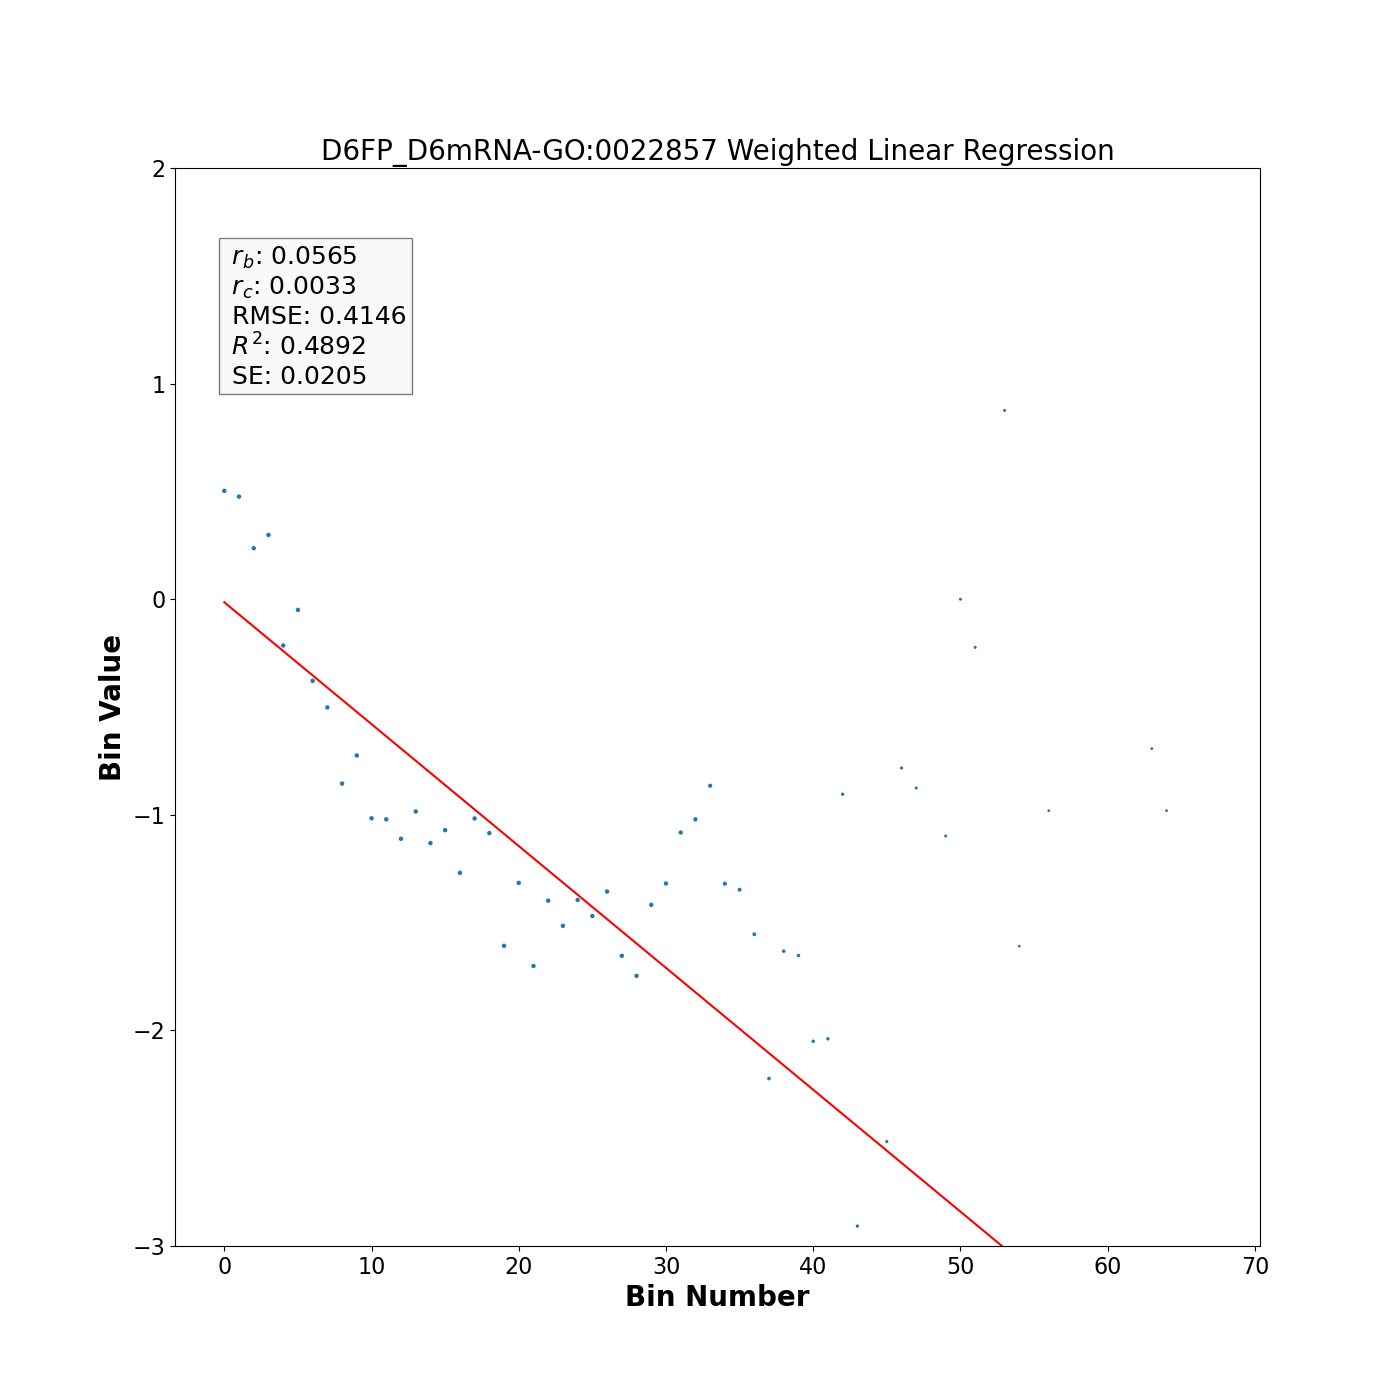 D6FP_D6mRNA-GO:0022857 Weighted Linear Regression
2
r_b: 0.0565
r_c: 0.0033
RMSE: 0.4146
R²: 0.4892
SE: 0.0205
1
0
−1
−2
−3
Bin Value
0 10 20 30 40 50 60 70
Bin Number